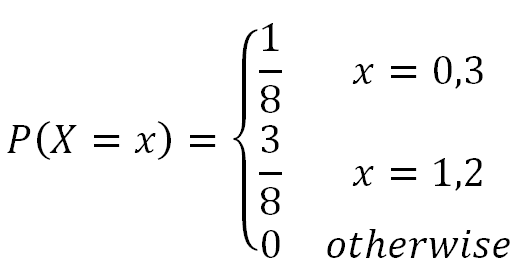 P(X = x) = { 1/8 x = 0,3
3/8 x = 1,2
0 otherwise